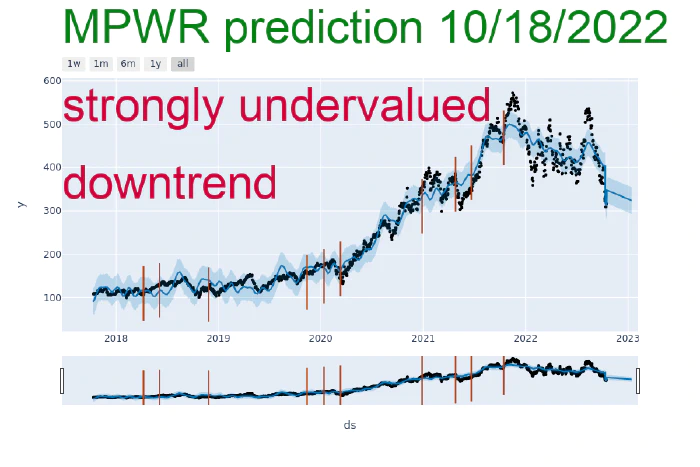 MPWR prediction 10/18/2022
1w 1m 6m 1y all
600
strongly undervalued
500
400
downtrend
y
300
200
100
2018 2019 2020 2021 2022 2023
ds